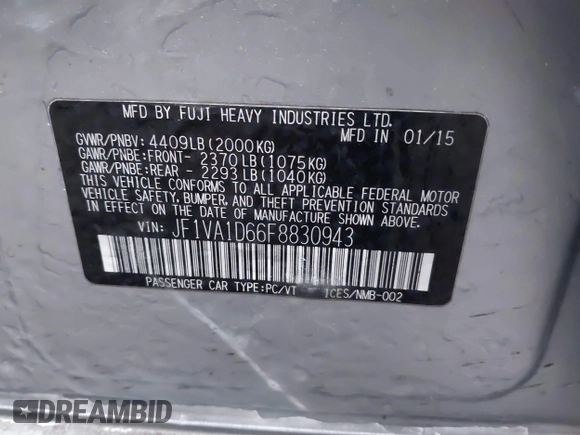 MFD BY FUJI HEAVY INDUSTRIES LTD.
MFD IN 01/15
GVWR/PNBV: 4409LB(2000KG)
GAWR/PNBE:FRONT- 2370LB(1075KG)
GAWR/PNBE:REAR - 2293LB(1040KG)
THIS VEHICLE CONFORMS TO ALL APPLICABLE FEDERAL MOTOR
VEHICLE SAFETY, BUMPER, AND THEFT PREVENTION STANDARDS
IN EFFECT ON THE DATE OF MANUFACTURE SHOWN ABOVE.
VIN: JF1VA1D66F8830943
PASSENGER CAR TYPE:PC/VT ICES/NMB-002
DREAMBID